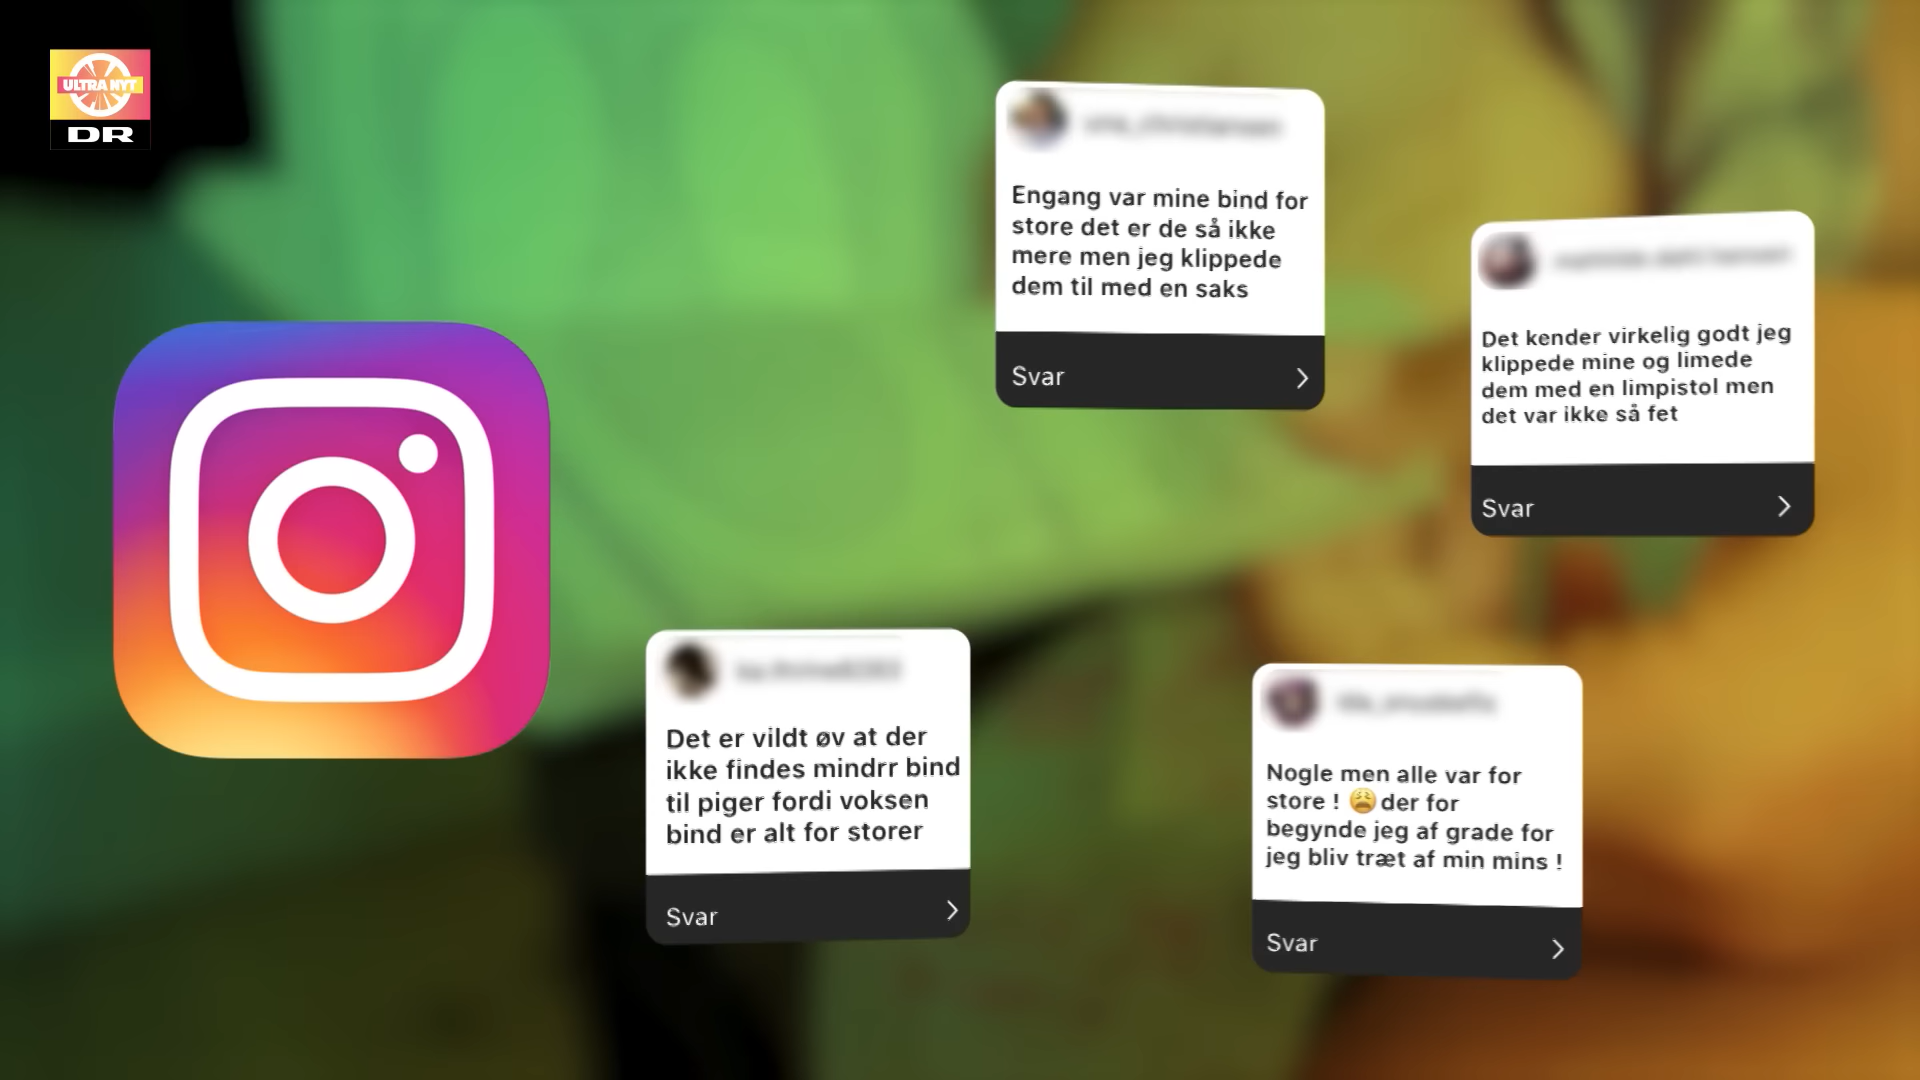 ULTRA NYT
DR
Engang var mine bind for
store det er de så ikke
mere men jeg klippede
dem til med en saks
Svar
Det kender virkelig godt jeg
klippede mine og limede
dem med en limpistol men
det var ikke så fet
Svar
Det er vildt øv at der
ikke findes mindrr bind
til piger fordi voksen
bind er alt for storer
Svar
Nogle men alle var for
store ! 😩 der for
begynde jeg af grade for
jeg bliv træt af min mins !
Svar